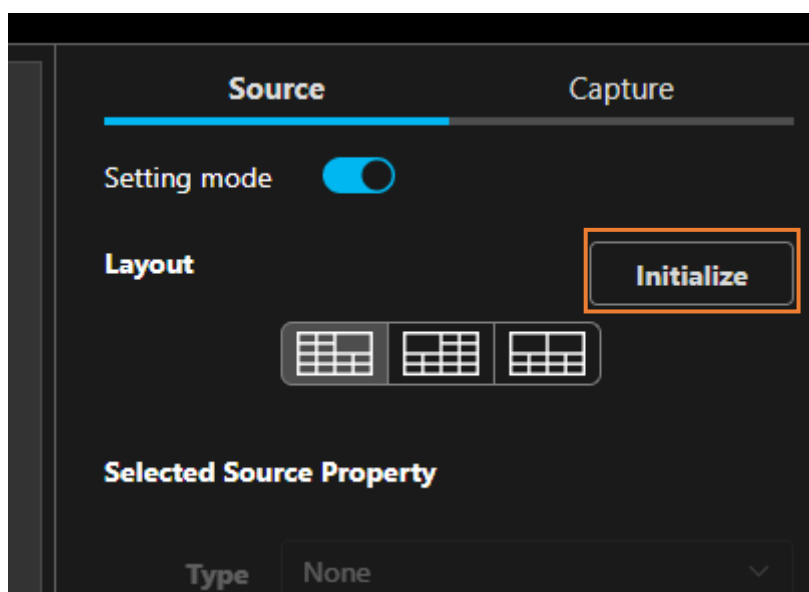 Source Capture
Setting mode
Layout
Initialize
Selected Source Property
Type None